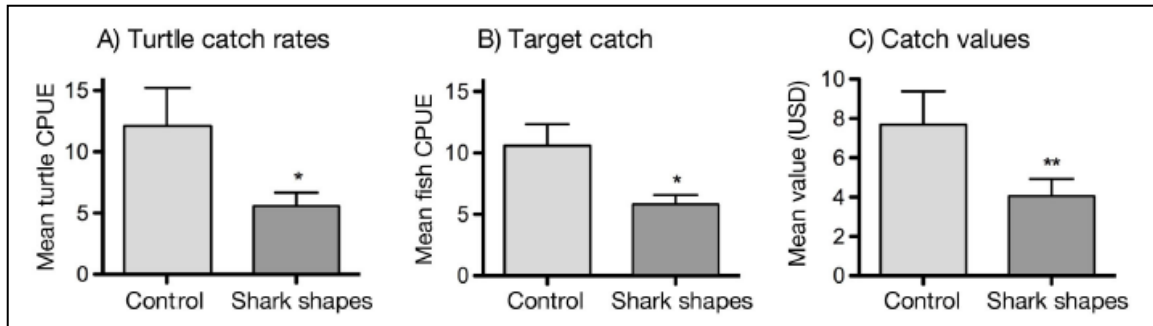 A) Turtle catch rates
Mean turtle CPUE
15
10
5
0
*
Control Shark shapes
B) Target catch
Mean fish CPUE
15
10
5
0
*
Control Shark shapes
C) Catch values
Mean value (USD)
10
8
6
4
2
0
**
Control Shark shapes